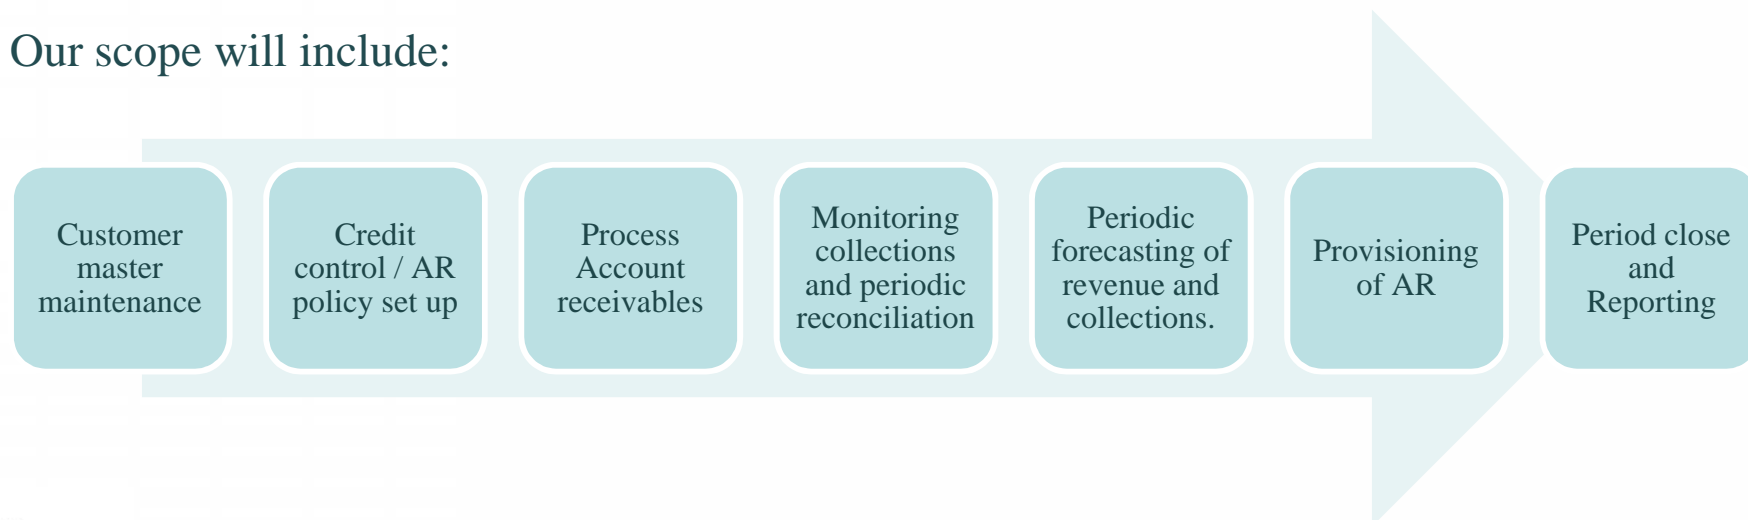 Our scope will include:
Customer
master
maintenance
Credit
control / AR
policy set up
Process
Account
receivables
Monitoring
collections
and periodic
reconciliation
Periodic
forecasting of
revenue and
collections.
Provisioning
of AR
Period close
and
Reporting